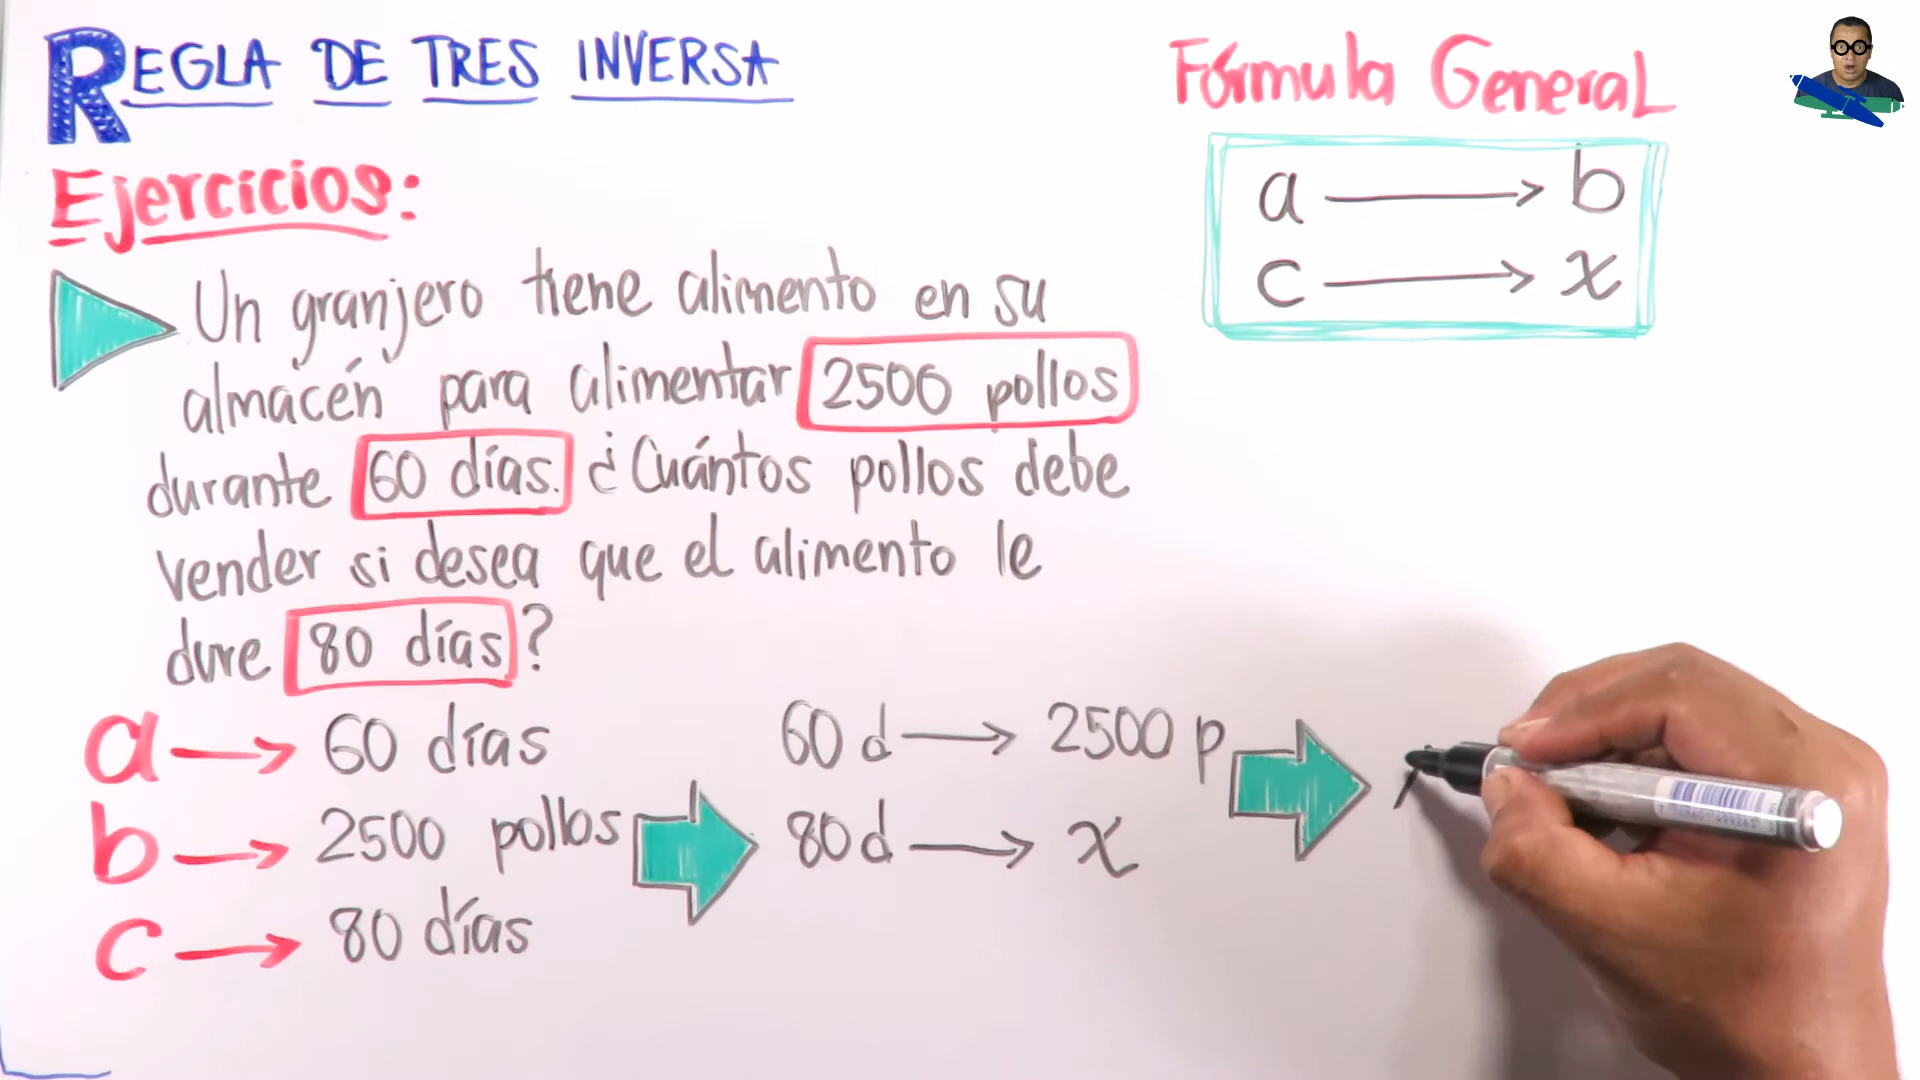 REGLA DE TRES INVERSA
Fórmula General
a → b
c → x
Ejercicios:
Un granjero tiene alimento en su
almacén para alimentar 2500 pollos
durante 60 días. ¿Cuántos pollos debe
vender si desea que el alimento le
dure 80 días?
a → 60 días
b → 2500 pollos
c → 80 días
60 d → 2500 p
80 d → x